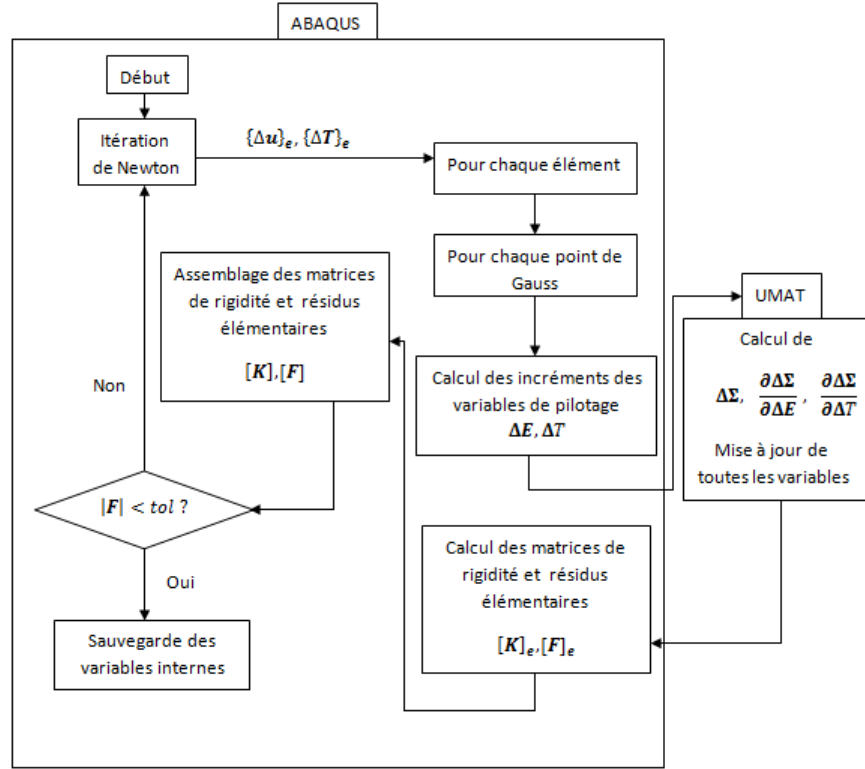 ABAQUS
Début
Itération
de Newton
{Δu}ₑ, {ΔT}ₑ
Pour chaque élément
Pour chaque point de
Gauss
Calcul des incréments des
variables de pilotage
ΔE, ΔT
UMAT
Calcul de
ΔΣ, ∂ΔΣ/∂ΔE, ∂ΔΣ/∂ΔT
Mise à jour de
toutes les variables
Calcul des matrices de
rigidité et résidus
élémentaires
[K]ₑ,[F]ₑ
Assemblage des matrices
de rigidité et résidus
élémentaires
[K],[F]
|F| < tol ?
Non
Oui
Sauvegarde des
variables internes